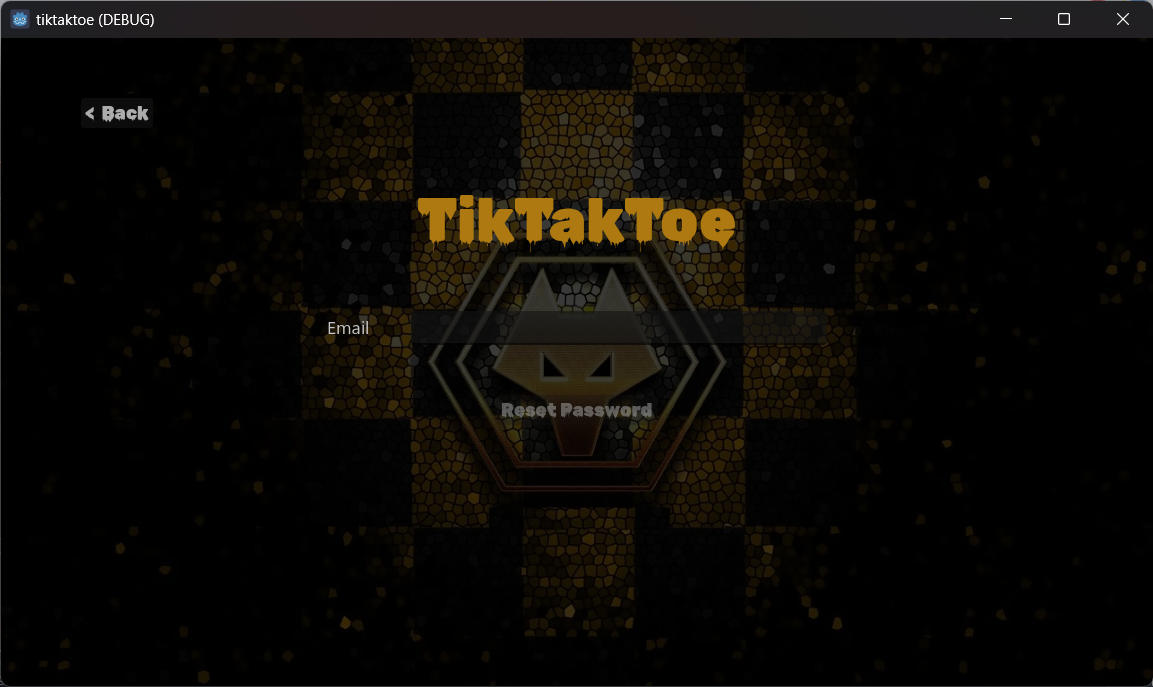 tiktaktoe (DEBUG)
< Back
TikTakToe
Email
Reset Password